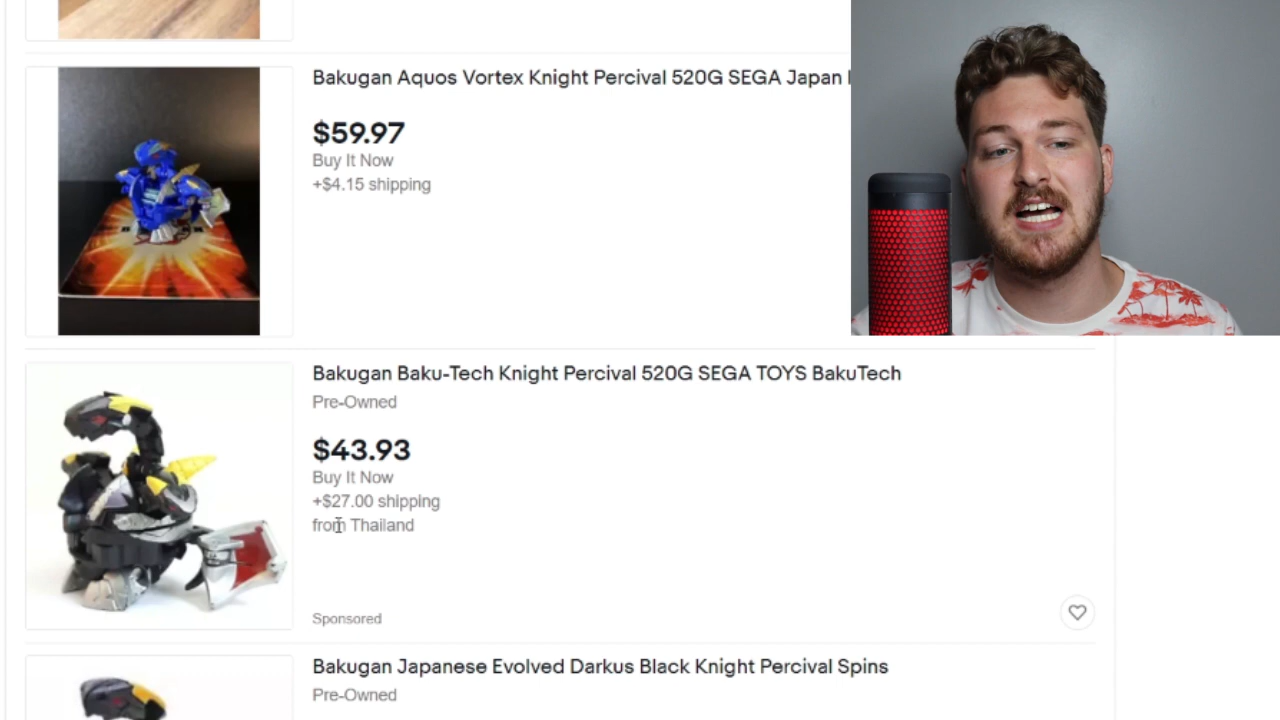 Bakugan Aquos Vortex Knight Percival 520G SEGA Japan
$59.97
Buy It Now
+$4.15 shipping
Bakugan Baku-Tech Knight Percival 520G SEGA TOYS BakuTech
Pre-Owned
$43.93
Buy It Now
+$27.00 shipping
from Thailand
Sponsored
Bakugan Japanese Evolved Darkus Black Knight Percival Spins
Pre-Owned